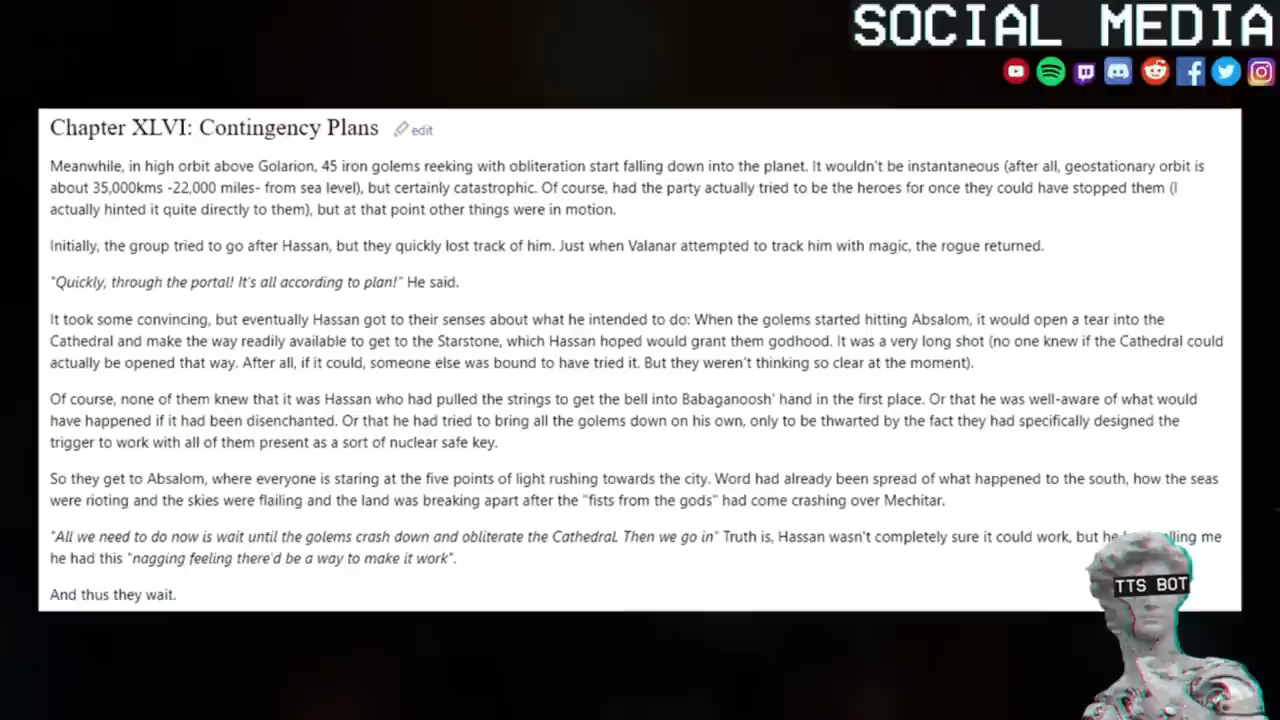 SOCIAL MEDIA
Chapter XLVI: Contingency Plans edit
Meanwhile, in high orbit above Golarion, 45 iron golems reeking with obliteration start falling down into the planet. It wouldn't be instantaneous (after all, geostationary orbit is
about 35,000kms -22,000 miles- from sea level), but certainly catastrophic. Of course, had the party actually tried to be the heroes for once they could have stopped them (I
actually hinted it quite directly to them), but at that point other things were in motion.
Initially, the group tried to go after Hassan, but they quickly lost track of him. Just when Valanar attempted to track him with magic, the rogue returned.
"Quickly, through the portal! It's all according to plan!" He said.
It took some convincing, but eventually Hassan got to their senses about what he intended to do: When the golems started hitting Absalom, it would open a tear into the
Cathedral and make the way readily available to get to the Starstone, which Hassan hoped would grant them godhood. It was a very long shot (no one knew if the Cathedral could
actually be opened that way. After all, if it could, someone else was bound to have tried it. But they weren't thinking so clear at the moment).
Of course, none of them knew that it was Hassan who had pulled the strings to get the bell into Babaganoosh' hand in the first place. Or that he was well-aware of what would
have happened if it had been disenchanted. Or that he had tried to bring all the golems down on his own, only to be thwarted by the fact they had specifically designed the
trigger to work with all of them present as a sort of nuclear safe key.
So they get to Absalom, where everyone is staring at the five points of light rushing towards the city. Word had already been spread of what happened to the south, how the seas
were rioting and the skies were flailing and the land was breaking apart after the "fists from the gods" had come crashing over Mechitar.
"All we need to do now is wait until the golems crash down and obliterate the Cathedral. Then we go in" Truth is, Hassan wasn't completely sure it could work, but he me
he had this "nagging feeling there'd be a way to make it work".
And thus they wait.
TTS BOT